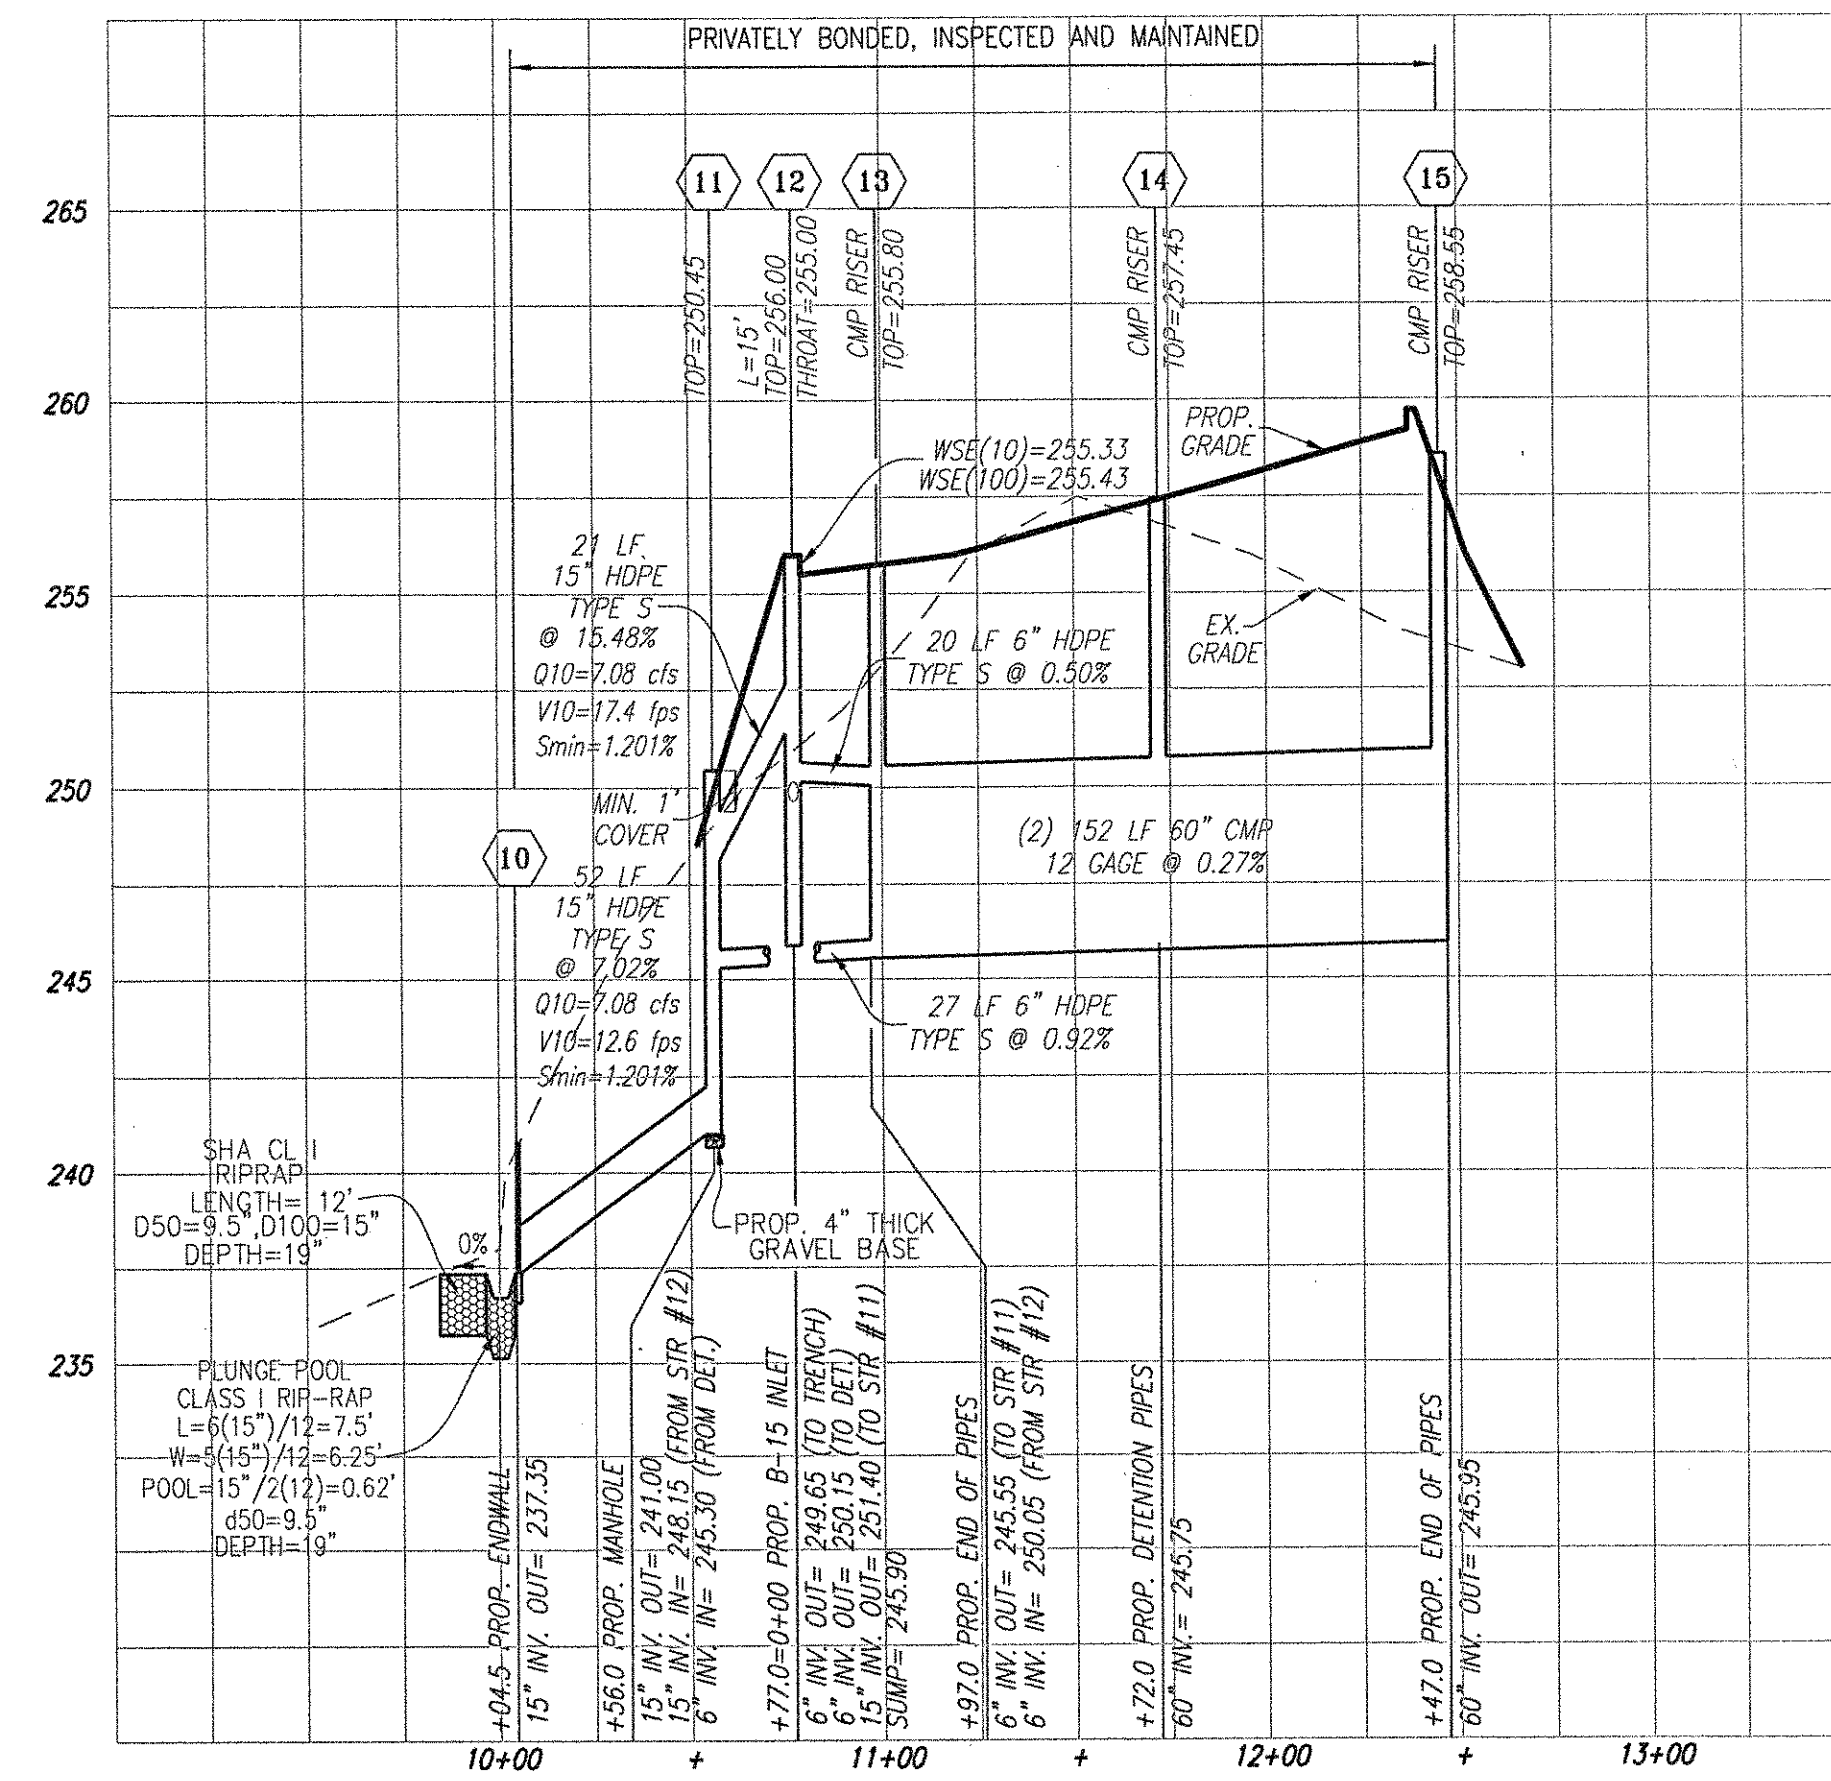 PRIVATELY BONDED, INSPECTED AND MAINTAINED
265
260
255
250
245
240
235
11
12
13
14
15
10
TOP=250.45
L=15'
TOP=256.00
THROAT=255.00
CMP RISER
TOP=255.80
CMP RISER
TOP=257.45
CMP RISER
TOP=258.55
WSE(10)=255.33
WSE(100)=255.43
PROP.
GRADE
EX.
GRADE
21 LF
15" HDPE
TYPE S
@ 15.48%
Q10=7.08 cfs
V10=17.4 fps
Smin=1.201%
MIN. 1'
COVER
52 LF
15" HDPE
TYPE S
@ 7.02%
Q10=7.08 cfs
V10=12.6 fps
Smin=1.201%
20 LF 6" HDPE
TYPE S @ 0.50%
(2) 152 LF 60" CMP
12 GAGE @ 0.27%
27 LF 6" HDPE
TYPE S @ 0.92%
SHA CL I
RIPRAP
LENGTH= 12'
D50=9.5",D100=15"
DEPTH=19"
0%
PROP. 4" THICK
GRAVEL BASE
PLUNGE POOL
CLASS I RIP-RAP
L=6(15")/12=7.5'
W=5(15")/12=6.25'
POOL=15"/2(12)=0.62'
d50=9.5"
DEPTH=19"
+04.5 PROP. ENDWALL
15" INV. OUT= 237.35
+56.0 PROP. MANHOLE
15" INV. OUT= 241.00
15" INV. IN= 248.15 (FROM STR #12)
6" INV. IN= 245.30 (FROM DET.)
+77.0=0+00 PROP. B-15 INLET
6" INV. OUT= 249.65 (TO TRENCH)
6" INV. OUT= 250.15 (TO DET.)
15" INV. OUT= 251.40 (TO STR #11)
SUMP= 245.90
+97.0 PROP. END OF PIPES
6" INV. OUT= 245.55 (TO STR #11)
6" INV. IN= 250.05 (FROM STR #12)
+72.0 PROP. DETENTION PIPES
60" INV.= 245.75
+47.0 PROP. END OF PIPES
60" INV. OUT= 245.95
10+00
+
11+00
+
12+00
+
13+00